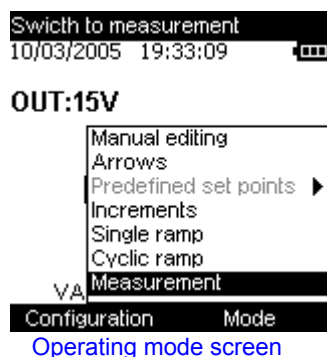 Swicth to measurement
10/03/2005 19:33:09
OUT:15V
Manual editing
Arrows
Predefined set points
Increments
Single ramp
Cyclic ramp
Measurement
VA
Configuration Mode
Operating mode screen